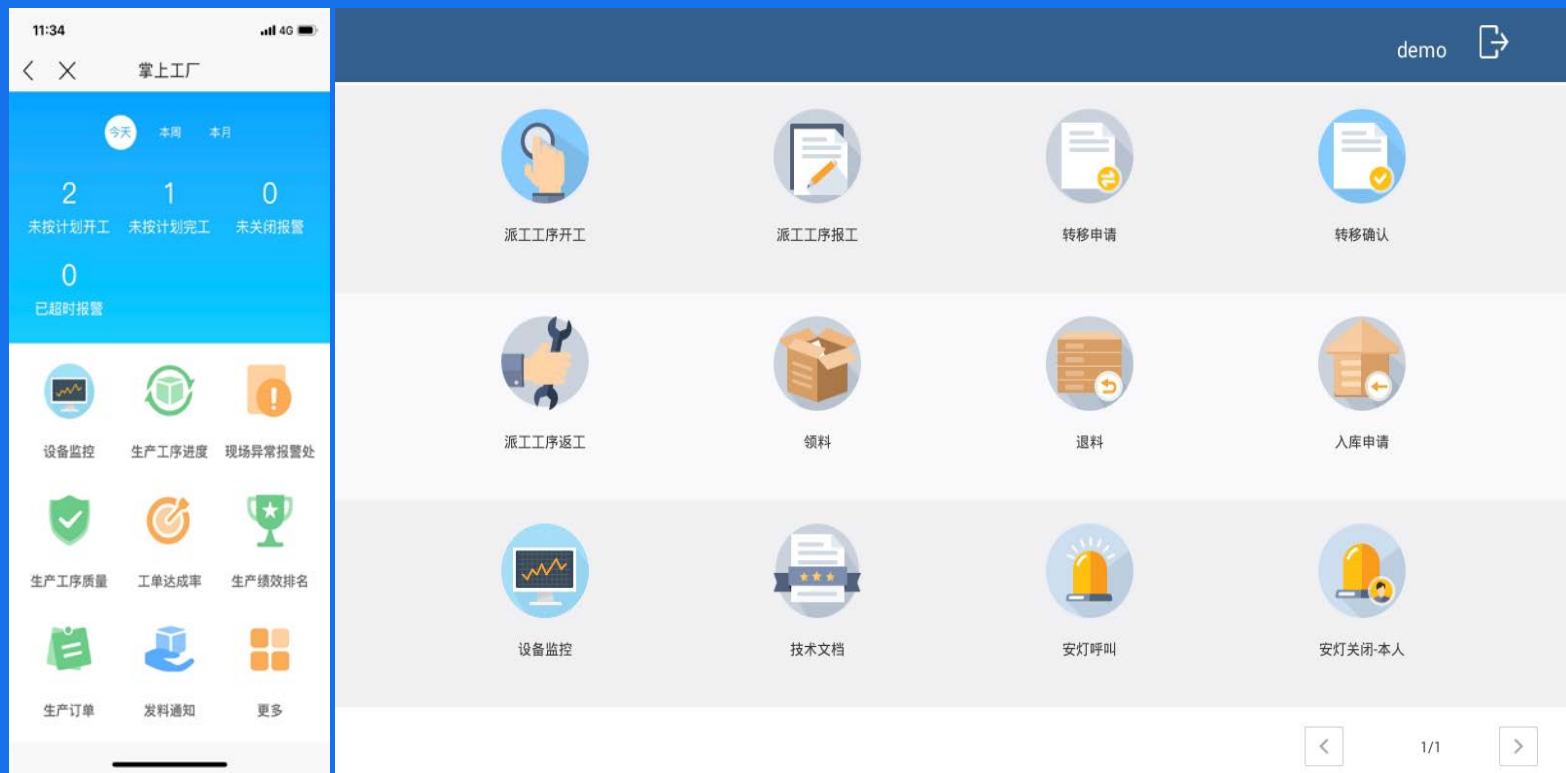 11:34 4G
掌上工厂
今天 本周 本月
2 1 0
未按计划开工 未按计划完工 未关闭报警
0
已超时报警
设备监控 生产工序进度 现场异常报警处
生产工序质量 工单达成率 生产绩效排名
生产订单 发料通知 更多
demo
派工工序开工 派工工序报工 转移申请 转移确认
派工工序返工 领料 退料 入库申请
设备监控 技术文档 安灯呼叫 安灯关闭-本人
1/1